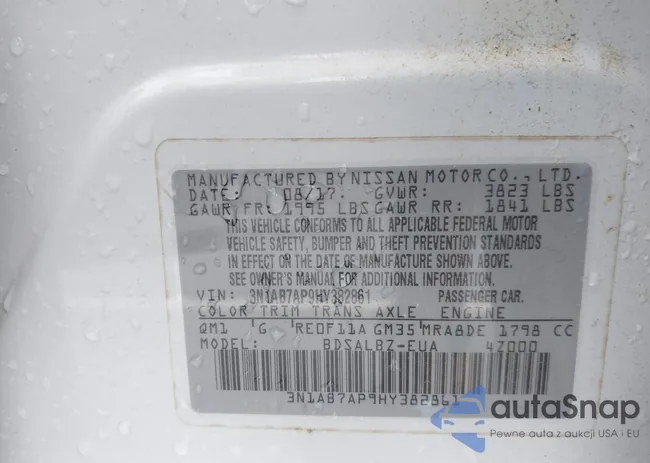 MANUFACTURED BY NISSAN MOTOR CO., LTD.
DATE: 08/17. GVWR: 3823 LBS
GAWR FR: 1995 LBS GAWR RR: 1841 LBS
THIS VEHICLE CONFORMS TO ALL APPLICABLE FEDERAL MOTOR
VEHICLE SAFETY, BUMPER AND THEFT PREVENTION STANDARDS
IN EFFECT ON THE DATE OF MANUFACTURE SHOWN ABOVE.
SEE OWNER'S MANUAL FOR ADDITIONAL INFORMATION.
VIN: 3N1AB7AP9HY382861 PASSENGER CAR.
COLOR/TRIM TRANS AXLE ENGINE
QM1 G RE0F11A GM35 MRA8DE 1798 CC
MODEL: BDSALBZ-EUA 47000
3N1AB7AP9HY382861
autaSnap
Pewne auta z aukcji USA i EU